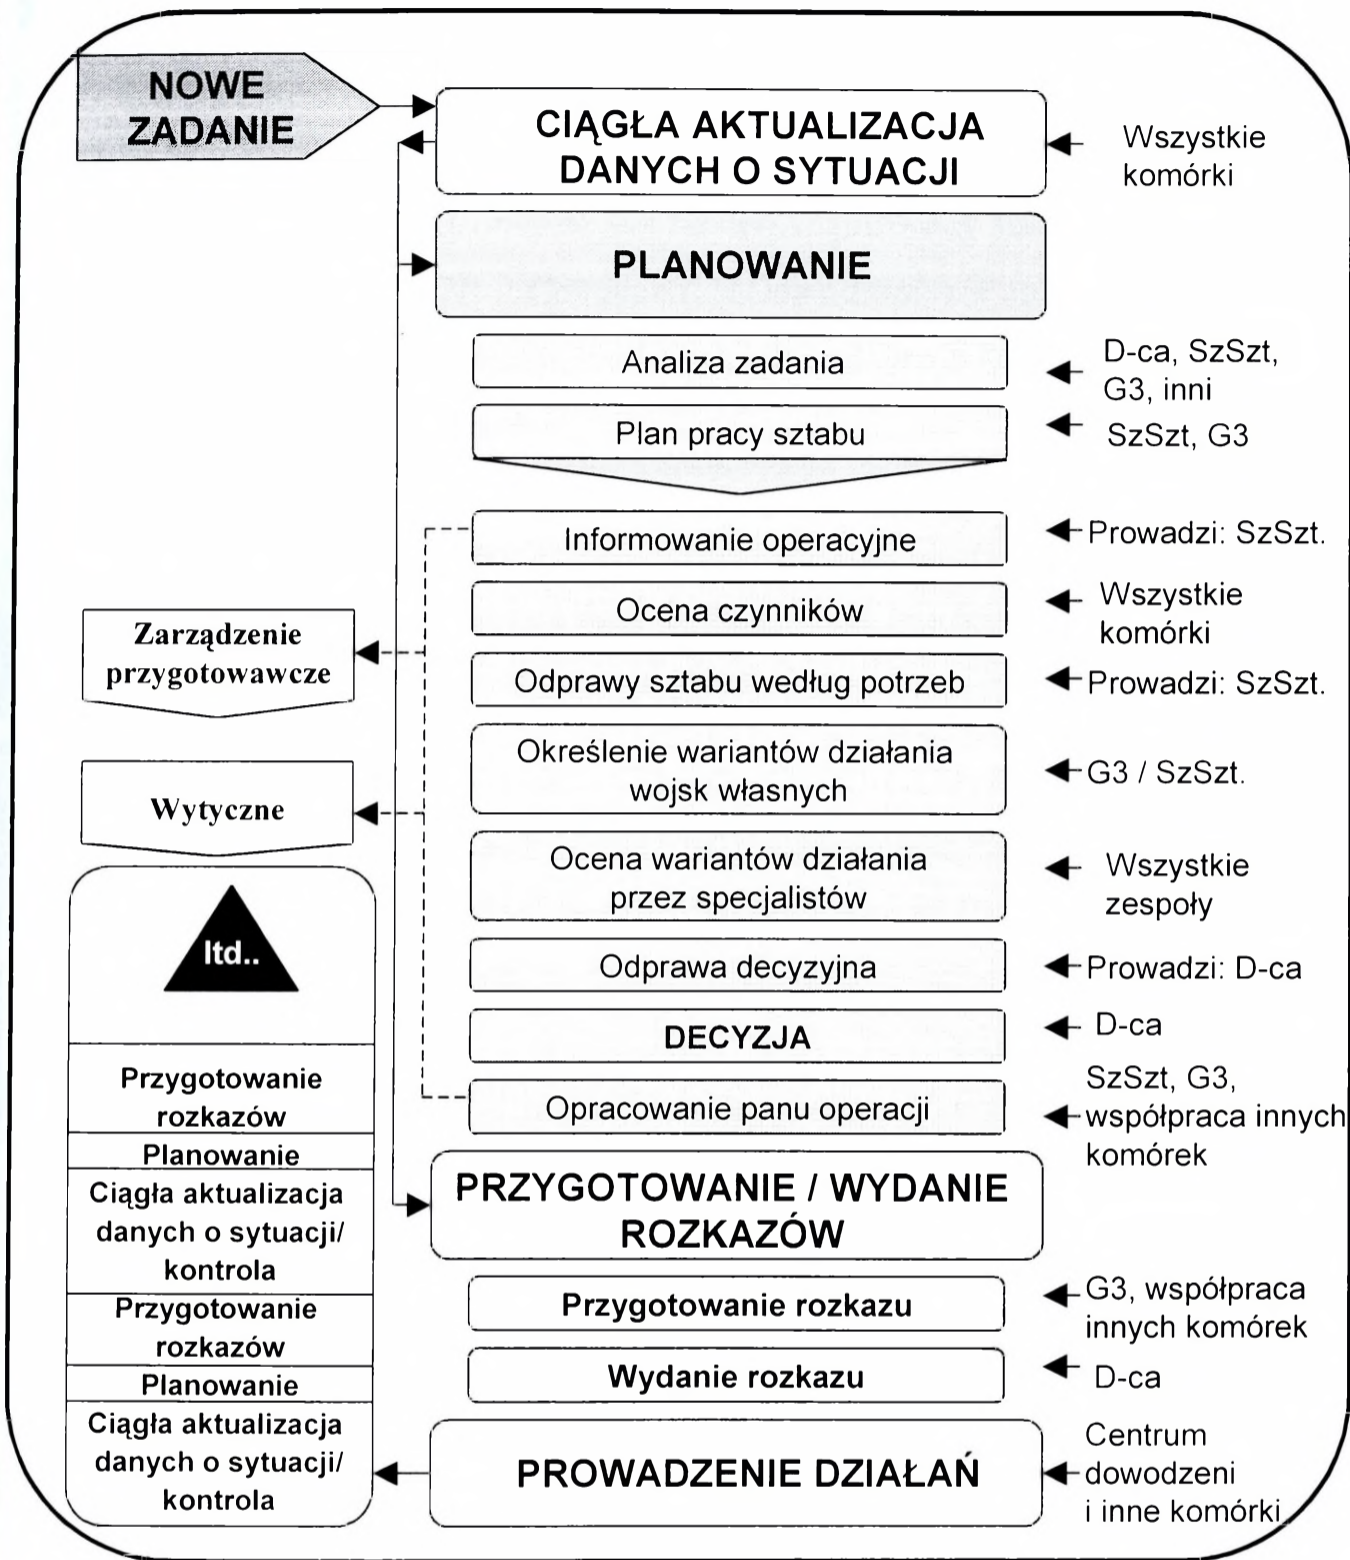 NOWE
ZADANIE
CIĄGŁA AKTUALIZACJA
DANYCH O SYTUACJI
Wszystkie
komórki
PLANOWANIE
Analiza zadania
D-ca, SzSzt,
G3, inni
Plan pracy sztabu
SzSzt, G3
Informowanie operacyjne
Prowadzi: SzSzt.
Ocena czynników
Wszystkie
komórki
Odprawy sztabu według potrzeb
Prowadzi: SzSzt.
Określenie wariantów działania
wojsk własnych
G3 / SzSzt.
Ocena wariantów działania
przez specjalistów
Wszystkie
zespoły
Odprawa decyzyjna
Prowadzi: D-ca
DECYZJA
D-ca
Opracowanie panu operacji
SzSzt, G3,
współpraca innych
komórek
PRZYGOTOWANIE / WYDANIE
ROZKAZÓW
Przygotowanie rozkazu
G3, współpraca
innych komórek
Wydanie rozkazu
D-ca
PROWADZENIE DZIAŁAŃ
Centrum
dowodzeni
i inne komórki
Zarządzenie
przygotowawcze
Wytyczne
Itd..
Przygotowanie
rozkazów
Planowanie
Ciągła aktualizacja
danych o sytuacji/
kontrola
Przygotowanie
rozkazów
Planowanie
Ciągła aktualizacja
danych o sytuacji/
kontrola